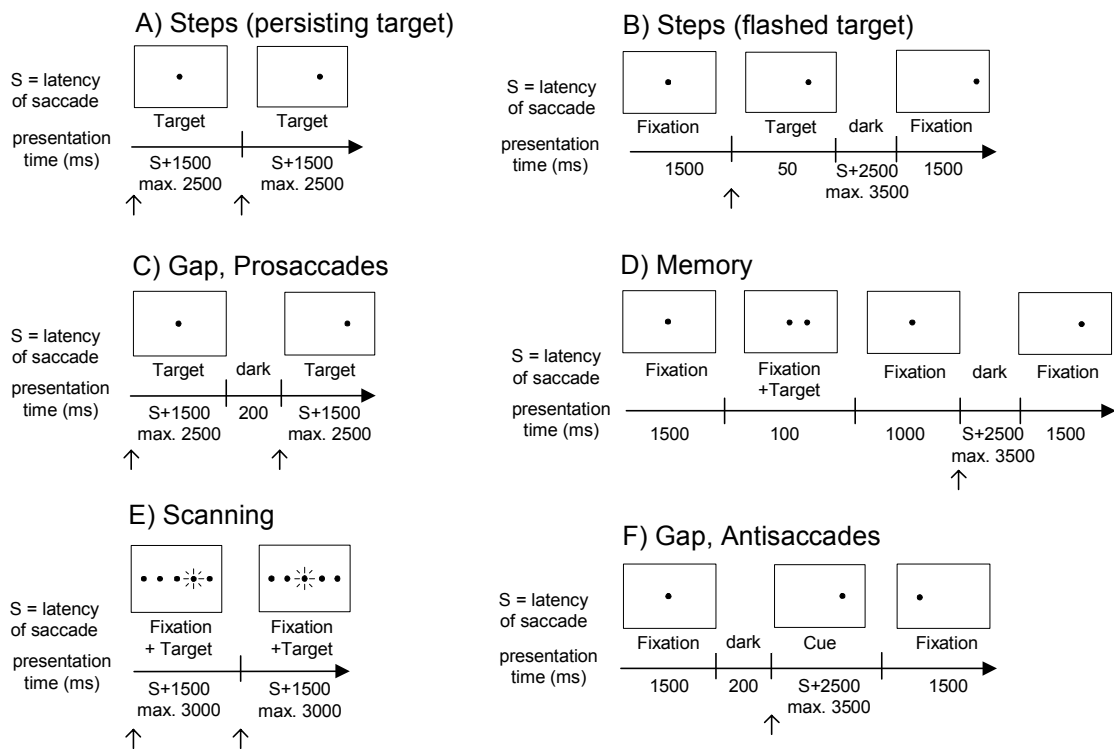 A) Steps (persisting target)
S = latency
of saccade
Target
Target
presentation
time (ms)
S+1500
max. 2500
S+1500
max. 2500
B) Steps (flashed target)
S = latency
of saccade
Fixation
Target
dark
Fixation
presentation
time (ms)
1500
50
S+2500
max. 3500
1500
C) Gap, Prosaccades
S = latency
of saccade
Target
dark
Target
presentation
time (ms)
S+1500
max. 2500
200
S+1500
max. 2500
D) Memory
S = latency
of saccade
Fixation
Fixation
+Target
Fixation
dark
Fixation
presentation
time (ms)
1500
100
1000
S+2500
max. 3500
1500
E) Scanning
S = latency
of saccade
Fixation
+ Target
Fixation
+Target
presentation
time (ms)
S+1500
max. 3000
S+1500
max. 3000
F) Gap, Antisaccades
S = latency
of saccade
Fixation
dark
Cue
Fixation
presentation
time (ms)
1500
200
S+2500
max. 3500
1500